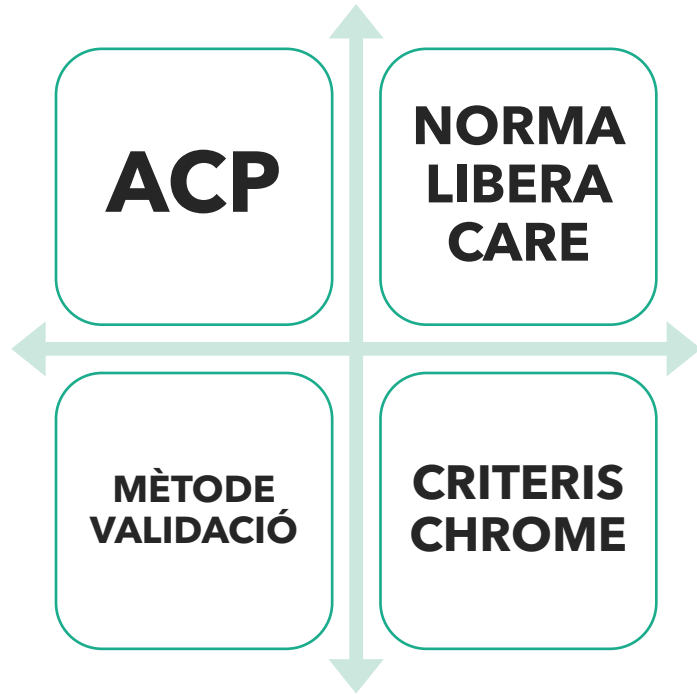 ACP
NORMA
LIBERA
CARE
MÈTODE
VALIDACIÓ
CRITERIS
CHROME